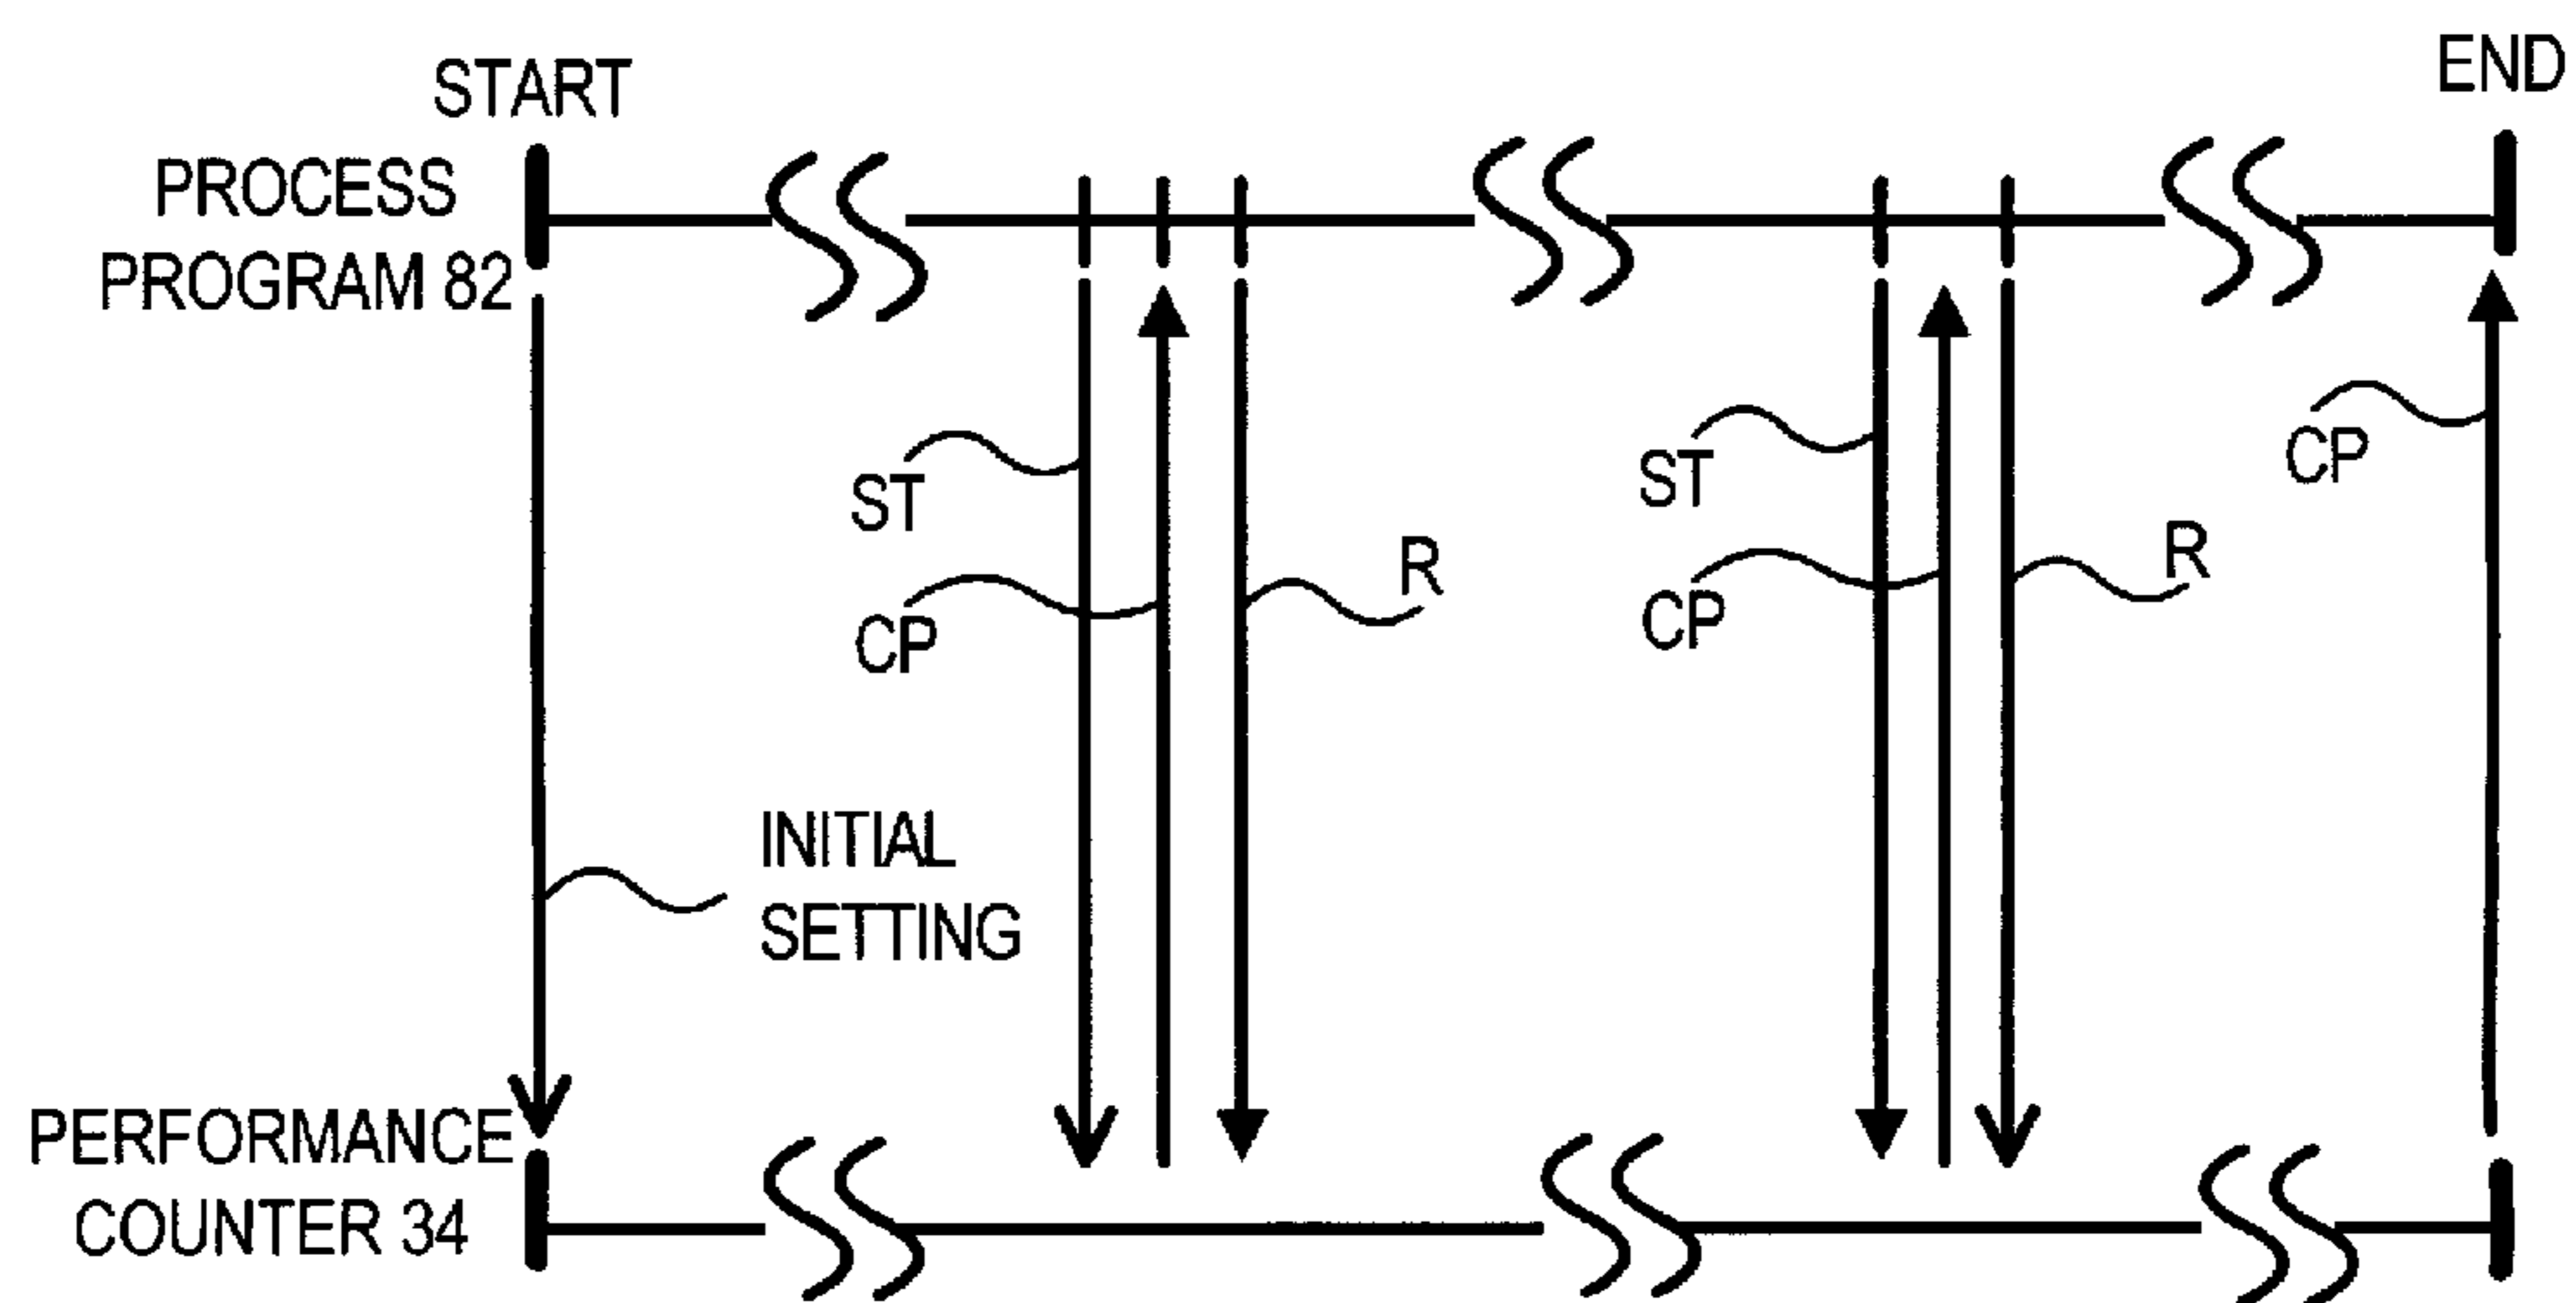 START
END
PROCESS
PROGRAM 82
ST
CP
R
ST
CP
R
CP
INITIAL
SETTING
PERFORMANCE
COUNTER 34